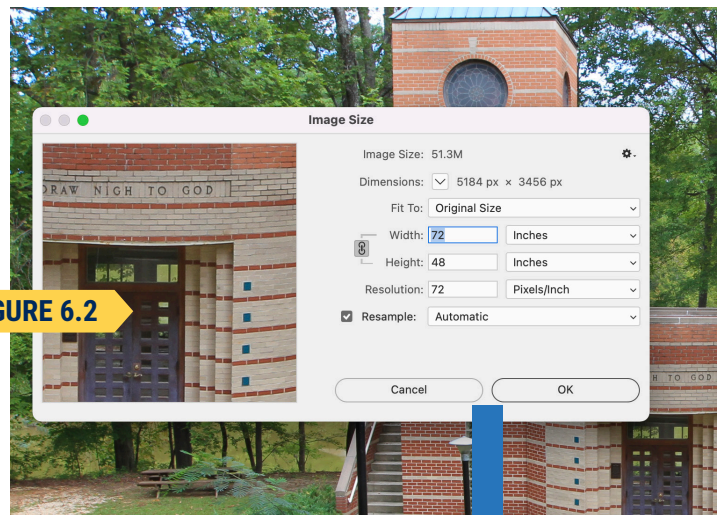 Image Size
DRAW NIGH TO GOD
Image Size: 51.3M
Dimensions: 5184 px × 3456 px
Fit To: Original Size
Width: 72 Inches
Height: 48 Inches
Resolution: 72 Pixels/Inch
Resample: Automatic
Cancel OK
GURE 6.2
H TO GOD